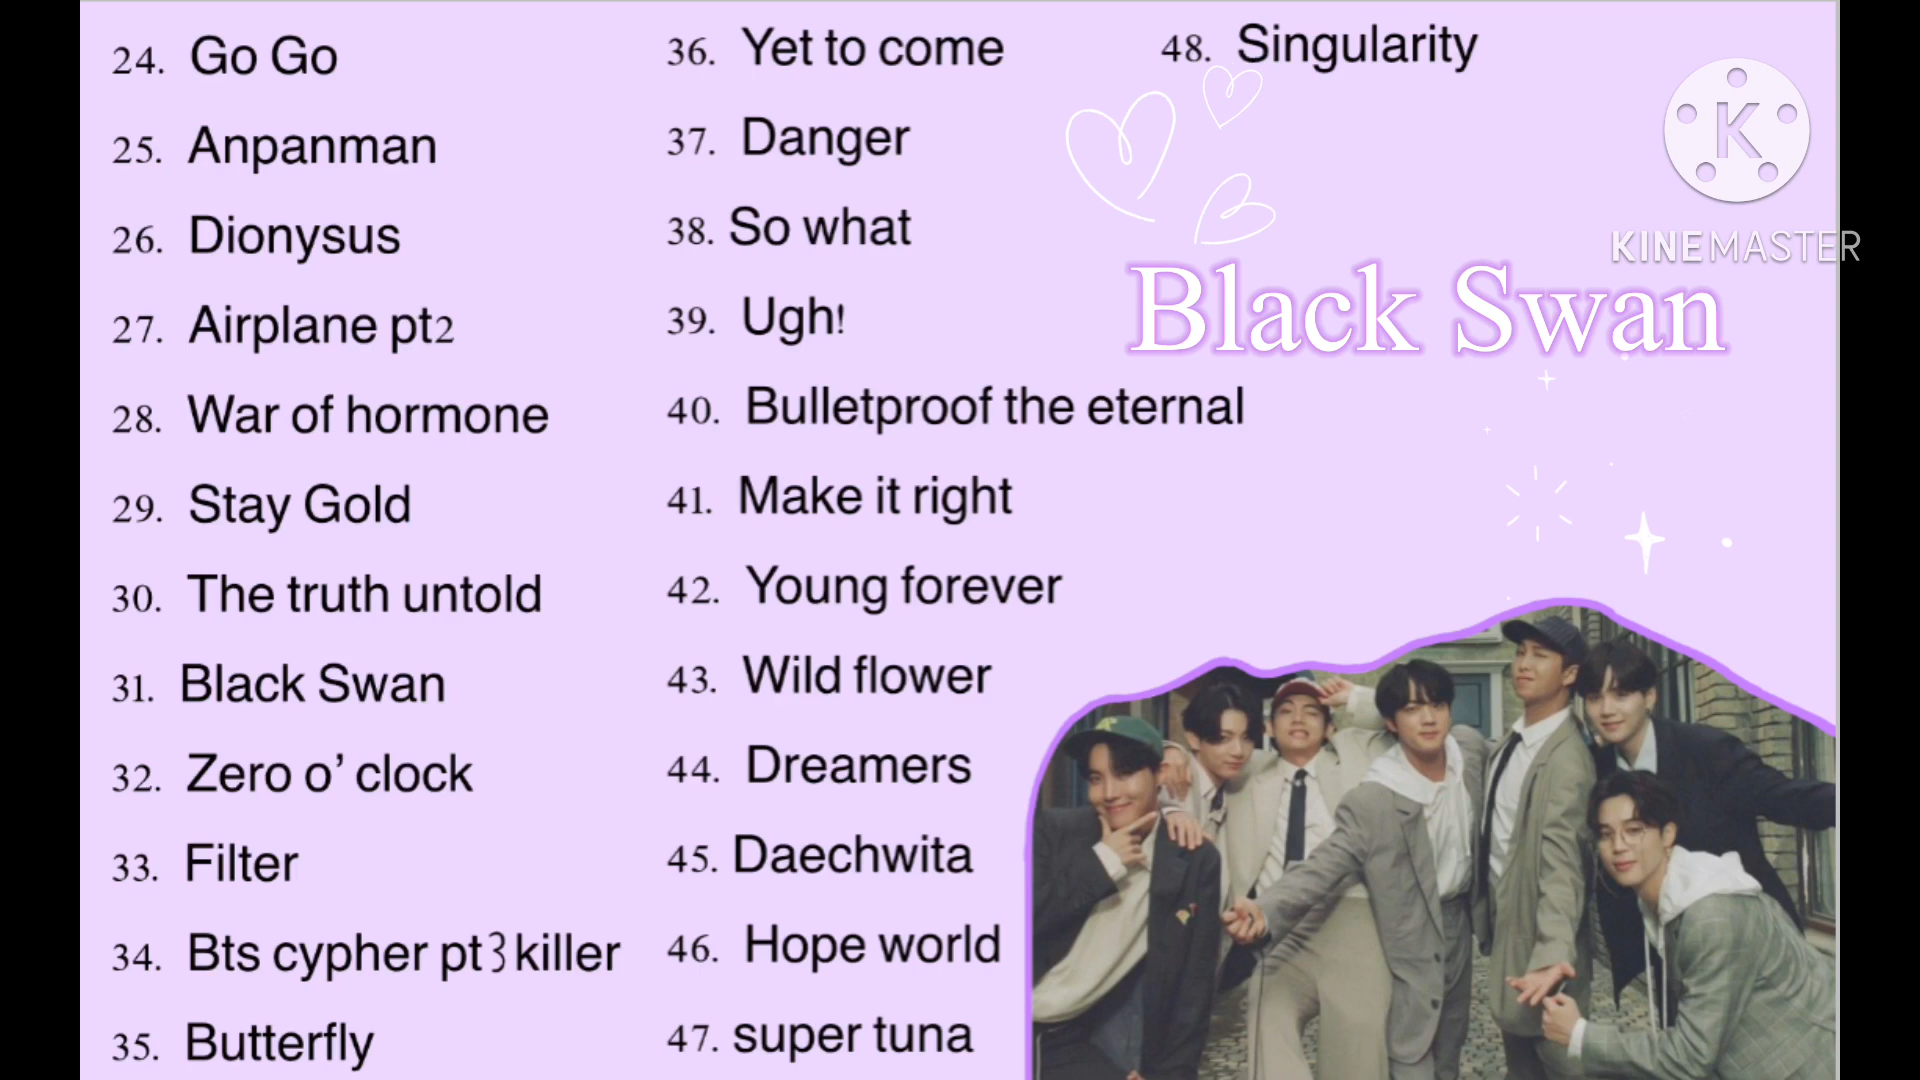 24. Go Go
25. Anpanman
26. Dionysus
27. Airplane pt2
28. War of hormone
29. Stay Gold
30. The truth untold
31. Black Swan
32. Zero o’ clock
33. Filter
34. Bts cypher pt3 killer
35. Butterfly
36. Yet to come
37. Danger
38. So what
39. Ugh!
40. Bulletproof the eternal
41. Make it right
42. Young forever
43. Wild flower
44. Dreamers
45. Daechwita
46. Hope world
47. super tuna
48. Singularity
K
KINEMASTER
Black Swan